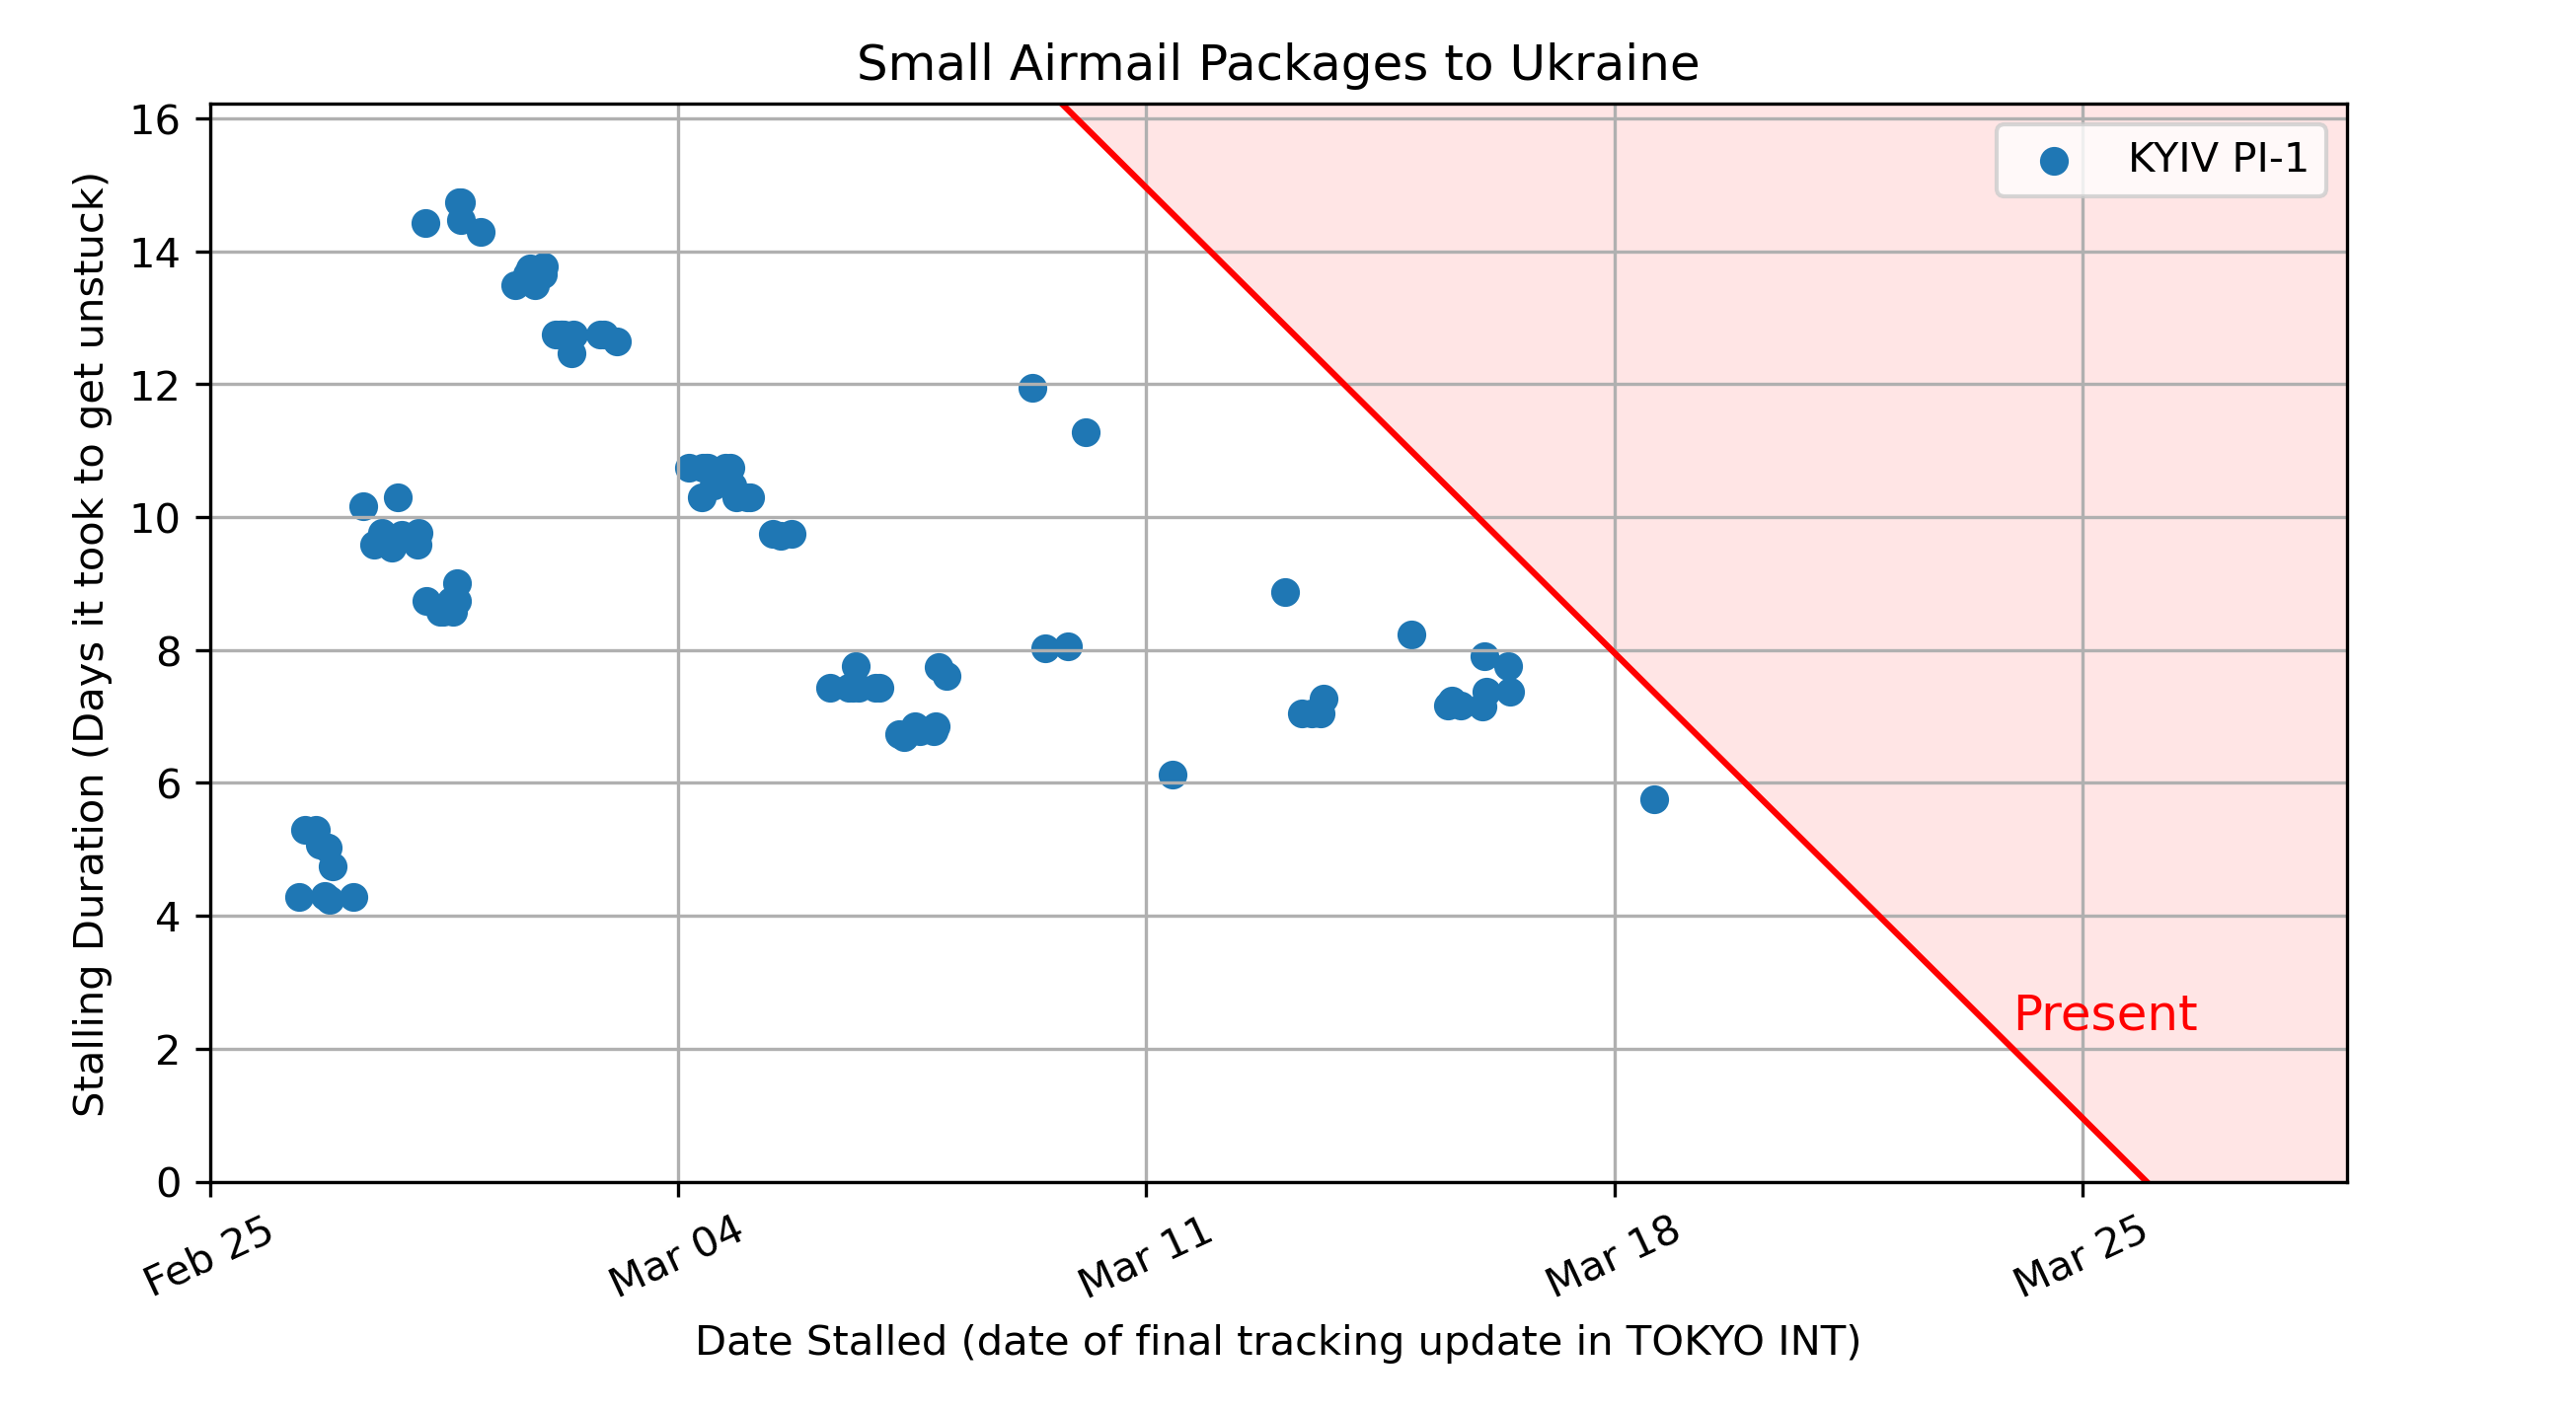 Small Airmail Packages to Ukraine
Stalling Duration (Days it took to get unstuck)
16
14
12
10
8
6
4
2
0
KYIV PI-1
Present
Feb 25
Mar 04
Mar 11
Mar 18
Mar 25
Date Stalled (date of final tracking update in TOKYO INT)